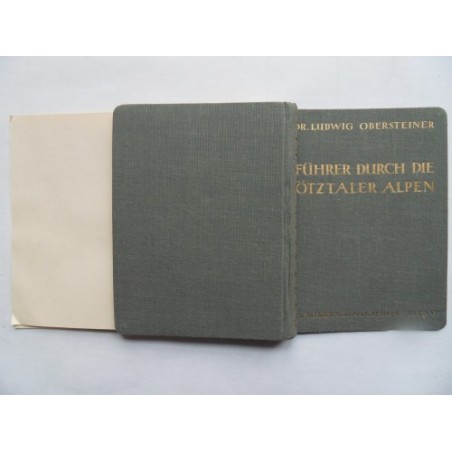 DR. LUDWIG OBERSTEINER
FÜHRER DURCH DIE
ÖTZTALER ALPEN